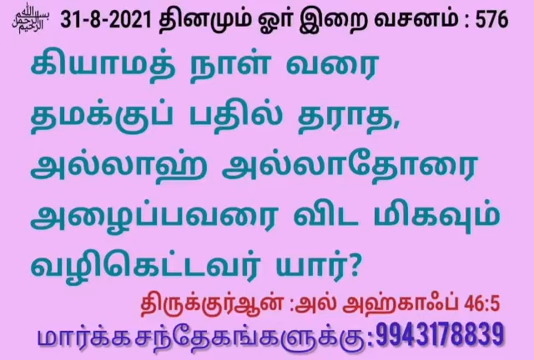 ﷽ 31-8-2021 தினமும் ஓர் இறை வசனம் : 576
கியாமத் நாள் வரை
தமக்குப் பதில் தராத,
அல்லாஹ் அல்லாதோரை
அழைப்பவரை விட மிகவும்
வழிகெட்டவர் யார்?
திருக்குர்ஆன் :அல் அஹ்காஃப் 46:5
மார்க்கசந்தேகங்களுக்கு:9943178839